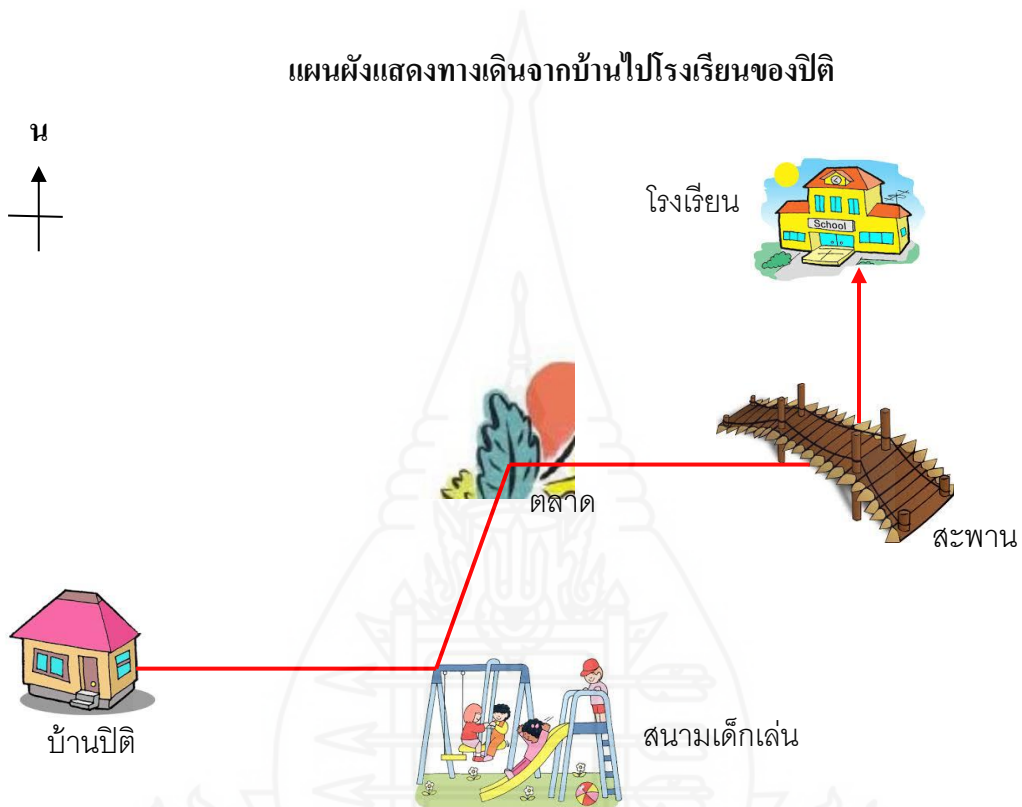 แผนผังแสดงทางเดินจากบ้านไปโรงเรียนของปิติ
น
โรงเรียน
School
ตลาด
สะพาน
บ้านปิติ
สนามเด็กเล่น